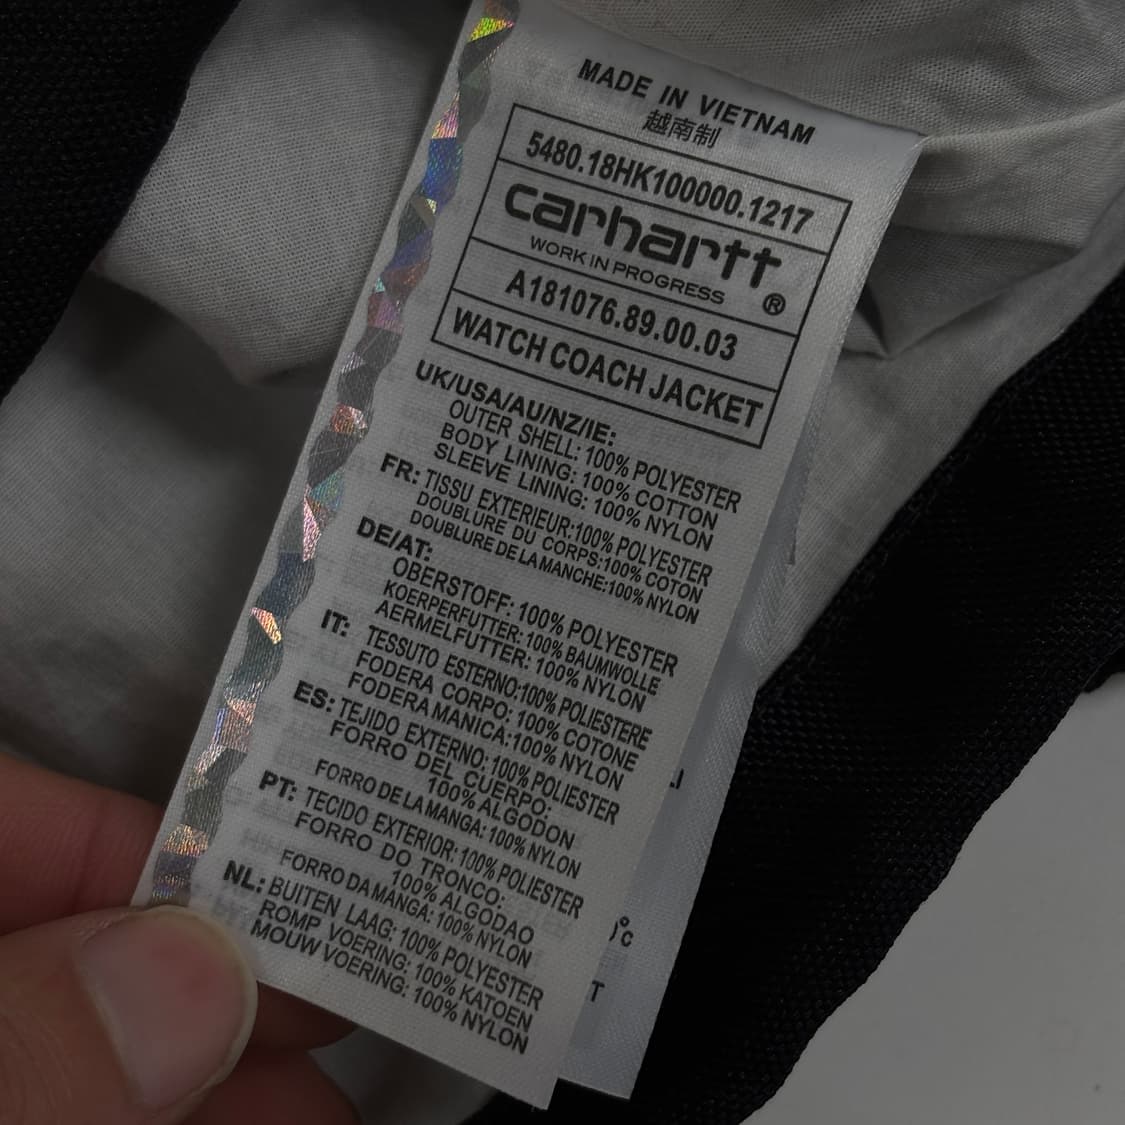 MADE IN VIETNAM
越南制
5480.18HK100000.1217
carhartt
WORK IN PROGRESS ®
A181076.89.00.03
WATCH COACH JACKET
UK/USA/AU/NZ/IE:
OUTER SHELL: 100% POLYESTER
BODY LINING: 100% COTTON
SLEEVE LINING: 100% NYLON
FR: TISSU EXTERIEUR:100% POLYESTER
DOUBLURE DU CORPS:100% COTON
DOUBLURE DE LA MANCHE:100% NYLON
DE/AT:
OBERSTOFF: 100% POLYESTER
KOERPERFUTTER: 100% BAUMWOLLE
AERMELFUTTER: 100% NYLON
IT: TESSUTO ESTERNO:100% POLIESTERE
FODERA CORPO: 100% COTONE
FODERA MANICA:100% NYLON
ES: TEJIDO EXTERNO: 100% POLIESTER
FORRO DEL CUERPO:
100% ALGODON
FORRO DE LA MANGA: 100% NYLON
PT: TECIDO EXTERIOR: 100% POLIESTER
FORRO DO TRONCO:
100% ALGODAO
FORRO DA MANGA: 100% NYLON
NL: BUITEN LAAG: 100% POLYESTER
ROMP VOERING: 100% KATOEN
MOUW VOERING: 100% NYLON